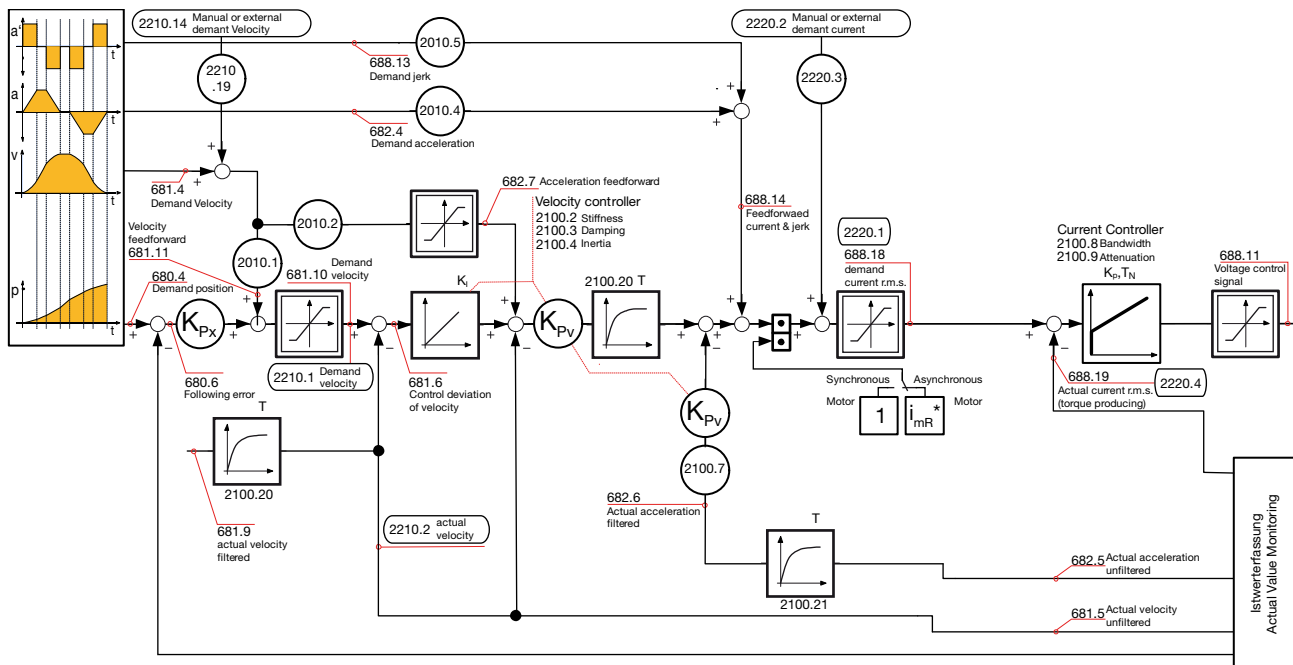 a'
t
a
t
v
t
p
t
2210.14 Manual or external
demant Velocity
2210
.19
688.13
Demand jerk
2010.5
682.4
Demand acceleration
2010.4
2220.2 Manual or external
demant current
2220.3
+
+
+
+
+
+
681.4
Demand Velocity
682.7 Acceleration feedforward
Velocity controller
2100.2 Stiffness
2100.3 Damping
2100.4 Inertia
688.14
Feedforwaed
current & jerk
2010.2
Velocity
feedforward
681.11
2010.1
681.10 Demand
velocity
2220.1
688.18
demand
current r.m.s.
Current Controller
2100.8 Bandwidth
2100.9 Attenuation
KP, TN
688.11
Voltage control
signal
680.4
Demand position
KI
2100.20 T
+
+
+
+
+
+
KPx
KPv
+
+
+
+
+
+
+
−
−
−
−
−
680.6
Following error
2210.1 Demand
velocity
681.6
Control deviation
of velocity
Synchronous
Asynchronous
Motor
1
imR*
Motor
688.19
2220.4
Actual current r.m.s.
(torque producing)
KPv
T
2100.20
2100.7
681.9
actual velocity
filtered
2210.2 actual
velocity
682.6
Actual acceleration
filtered
T
2100.21
682.5 Actual acceleration
unfiltered
681.5 Actual velocity
unfiltered
Istwerterfassung
Actual Value Monitoring